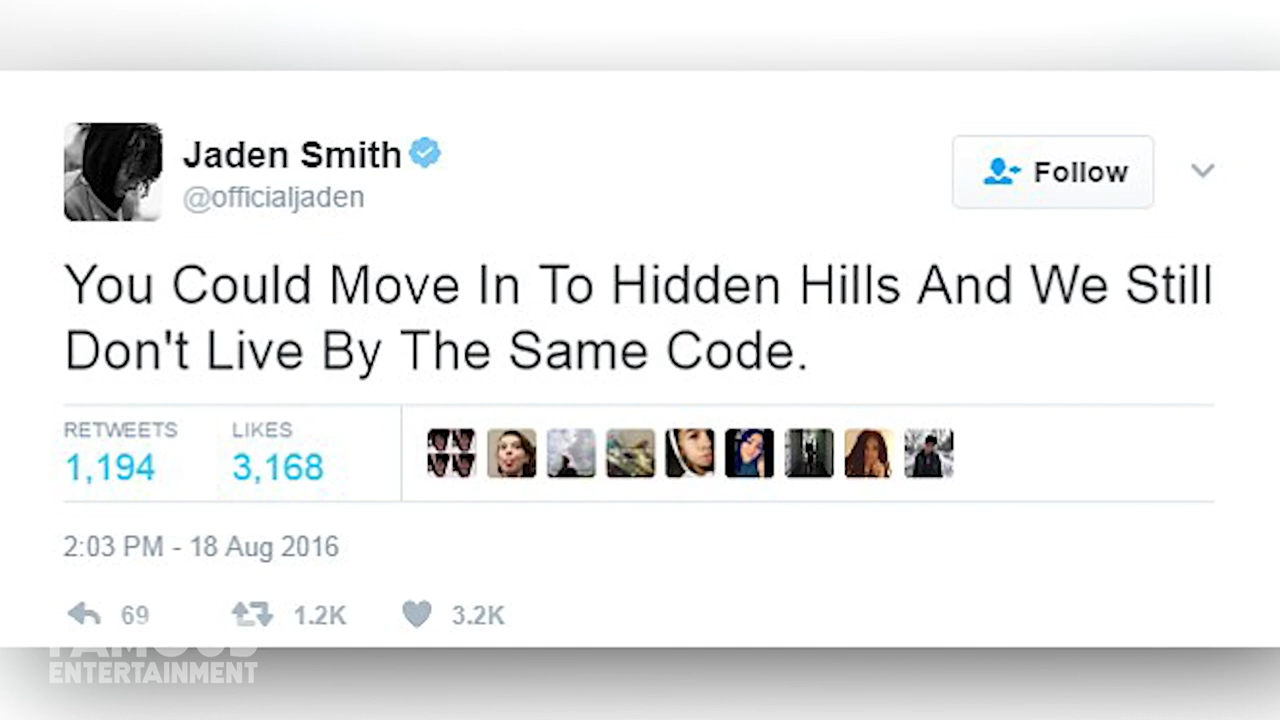 Jaden Smith
@officialjaden
Follow
You Could Move In To Hidden Hills And We Still
Don't Live By The Same Code.
RETWEETS LIKES
1,194 3,168
2:03 PM - 18 Aug 2016
69 1.2K 3.2K
FAMOUS
ENTERTAINMENT